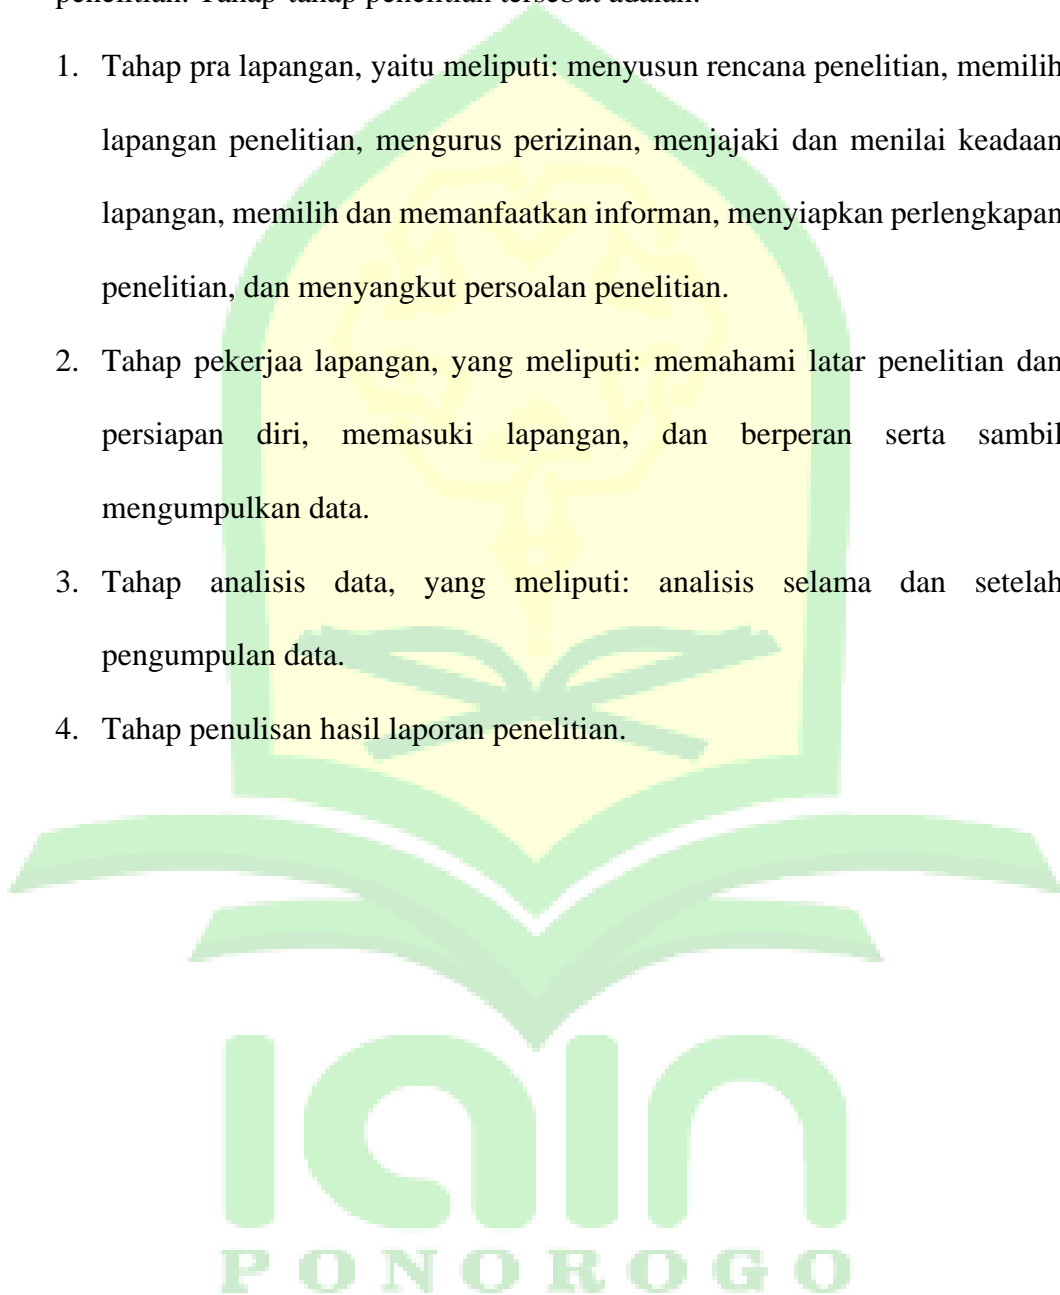 penelitian. Tahap-tahap penelitian tersebut adalah:
1. Tahap pra lapangan, yaitu meliputi: menyusun rencana penelitian, memilih
lapangan penelitian, mengurus perizinan, menjajaki dan menilai keadaan
lapangan, memilih dan memanfaatkan informan, menyiapkan perlengkapan
penelitian, dan menyangkut persoalan penelitian.
2. Tahap pekerjaa lapangan, yang meliputi: memahami latar penelitian dan
persiapan diri, memasuki lapangan, dan berperan serta sambil
mengumpulkan data.
3. Tahap analisis data, yang meliputi: analisis selama dan setelah
pengumpulan data.
4. Tahap penulisan hasil laporan penelitian.
iain
PONOROGO